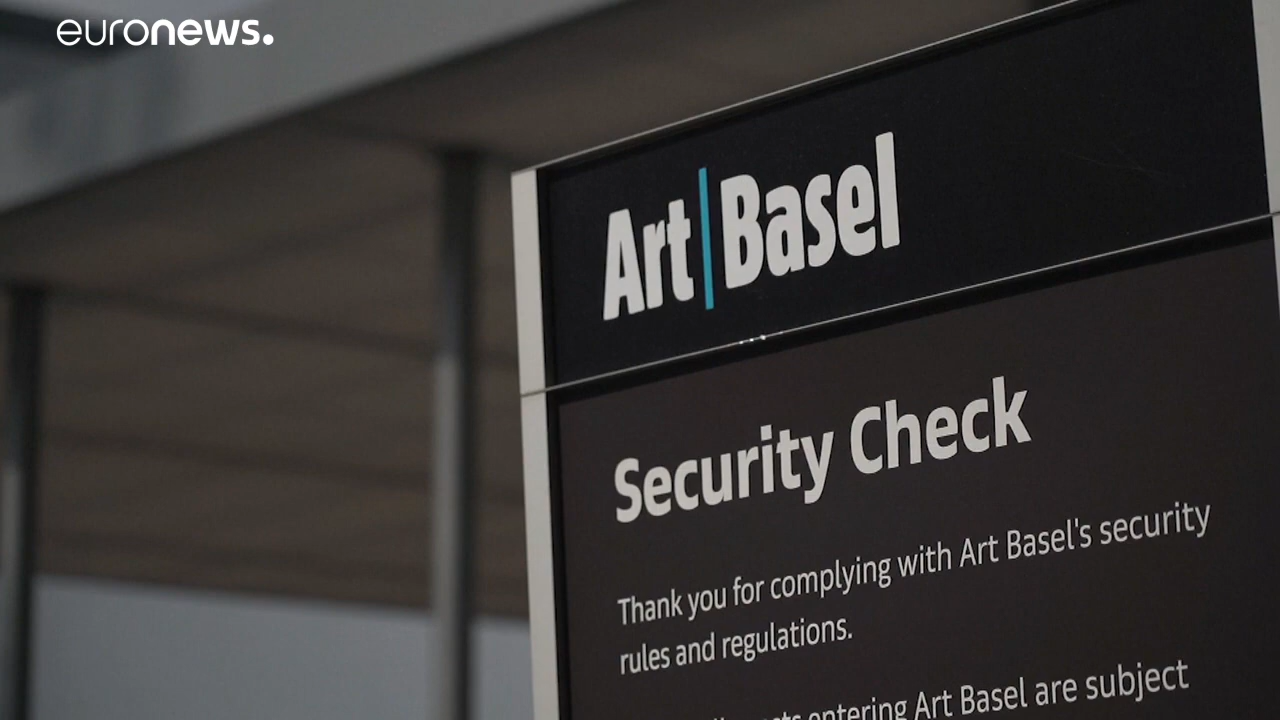 euronews.
Art Basel
Security Check
Thank you for complying with Art Basel's security
rules and regulations.
entering Art Basel are subject